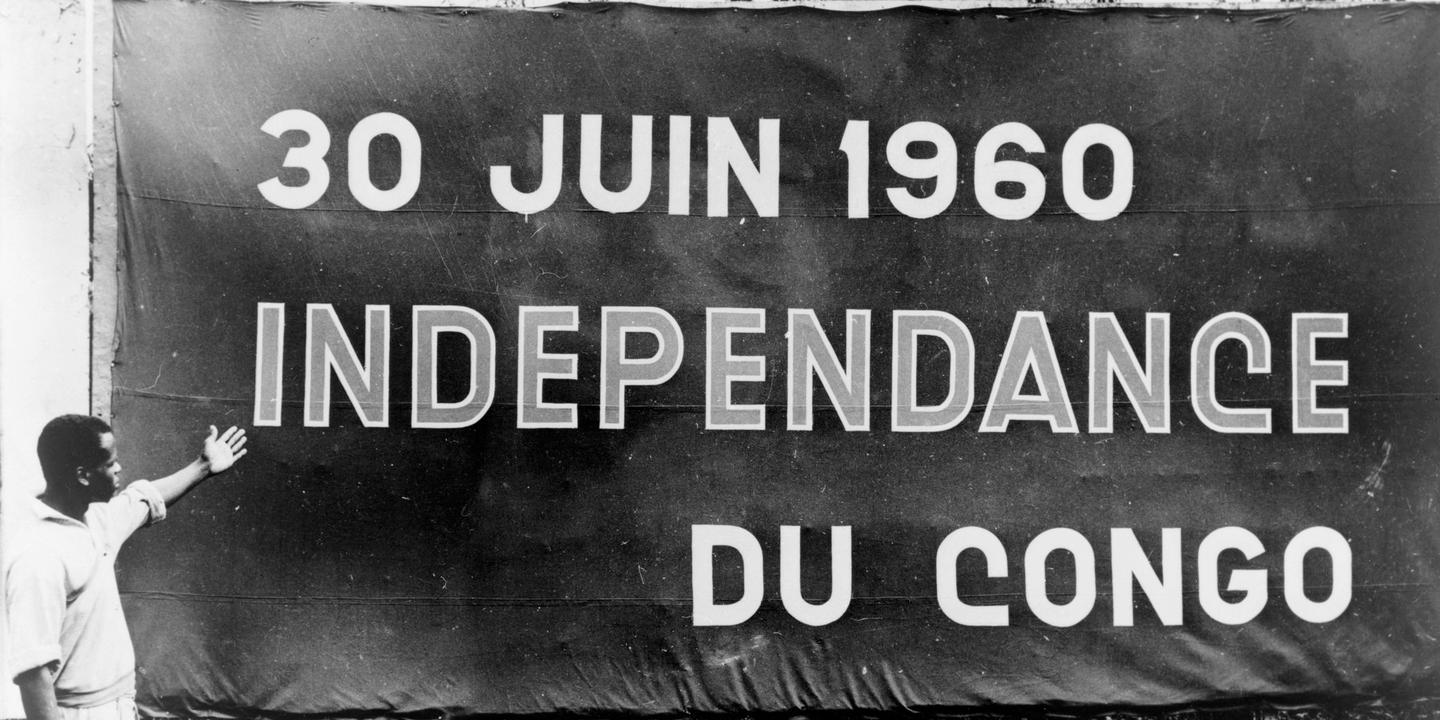 30 JUIN 1960
INDEPENDANCE
DU CONGO